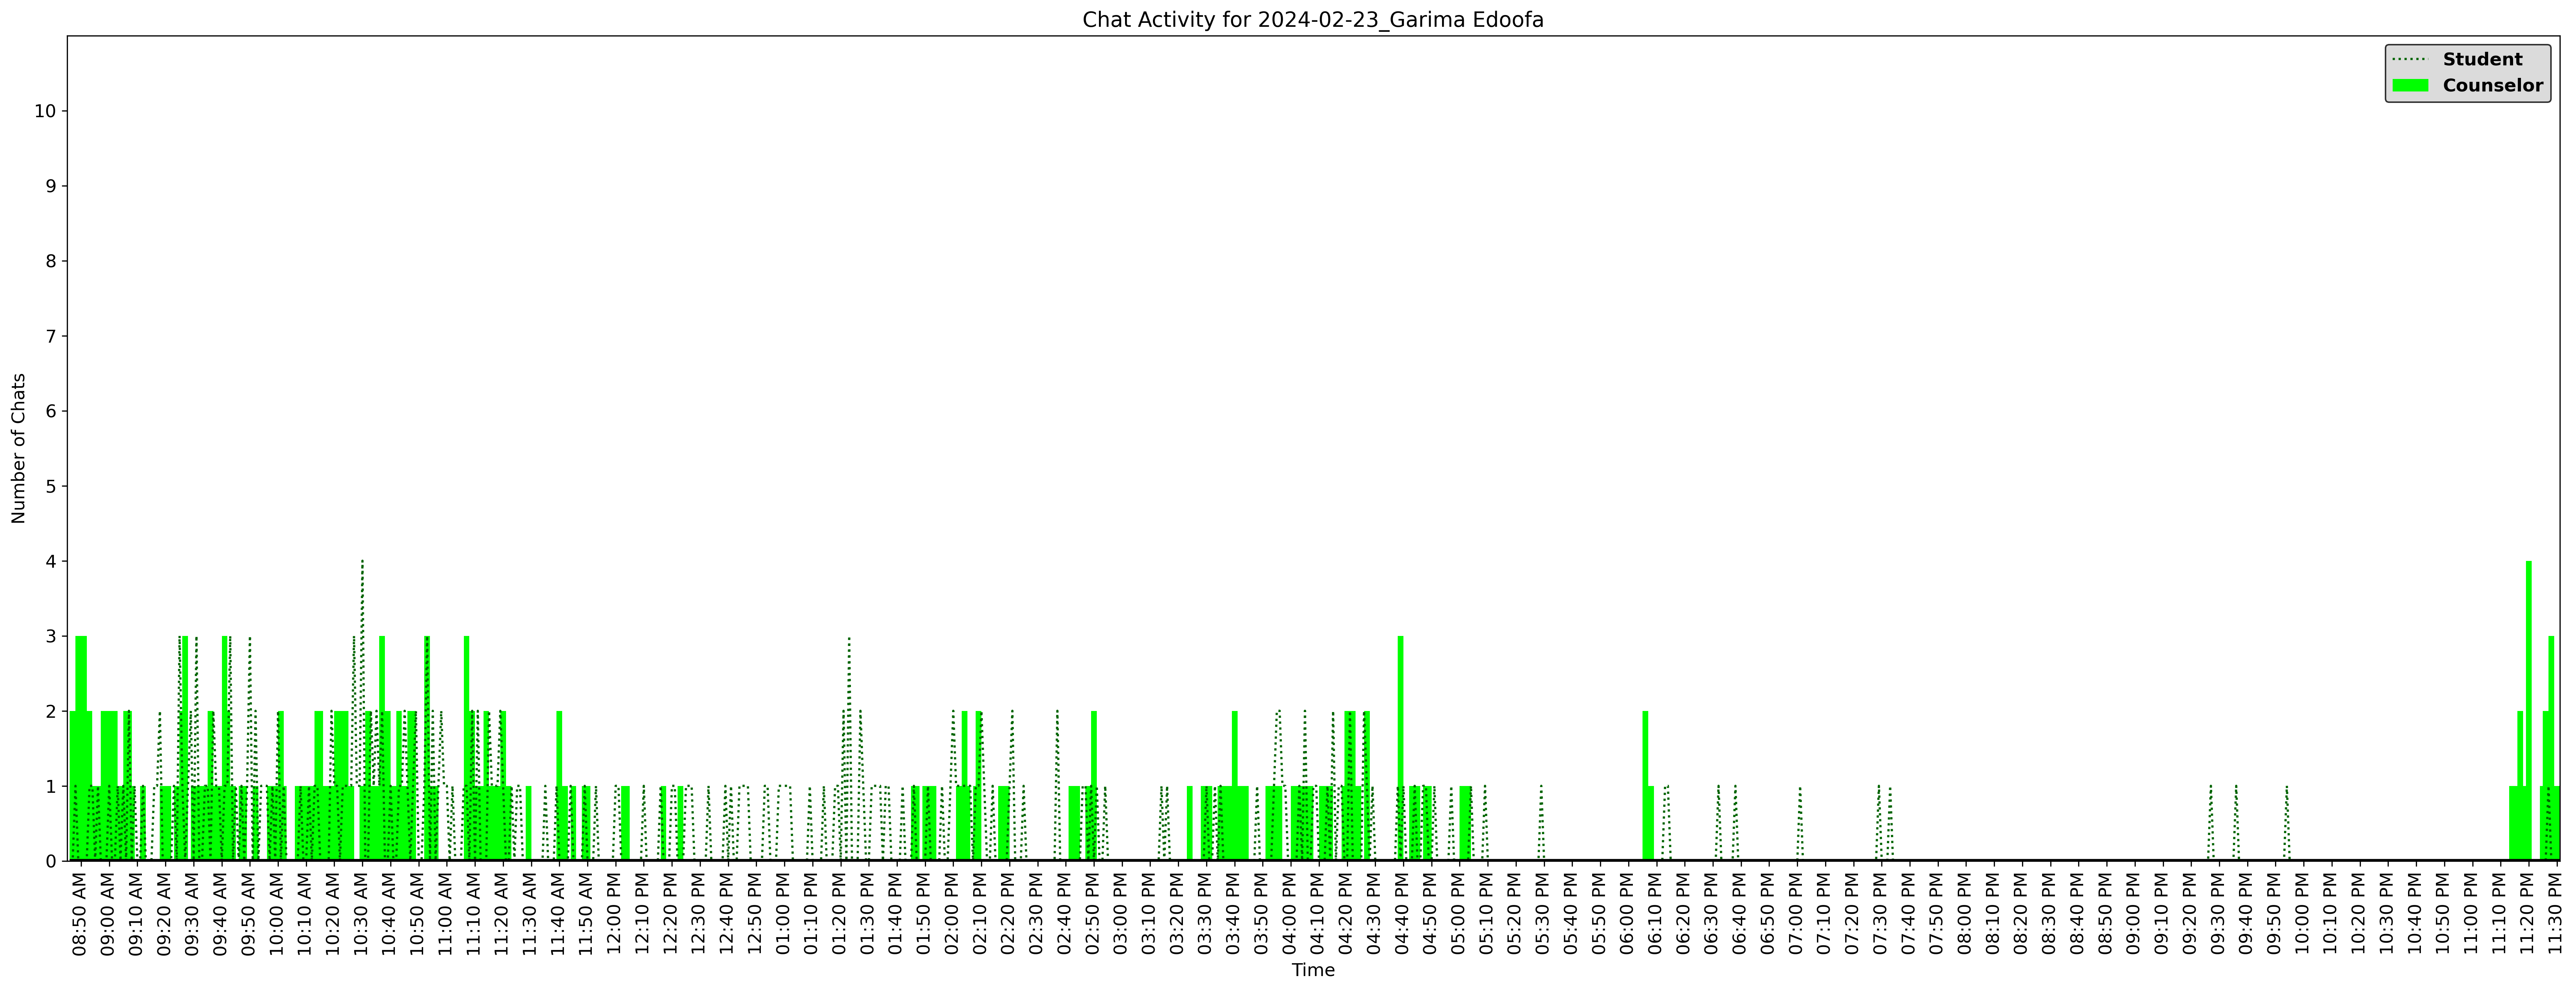 Chat Activity for 2024-02-23_Garima Edoofa
Student
Counselor
Number of Chats
10
9
8
7
6
5
4
3
2
1
0
08:50 AM
09:00 AM
09:10 AM
09:20 AM
09:30 AM
09:40 AM
09:50 AM
10:00 AM
10:10 AM
10:20 AM
10:30 AM
10:40 AM
10:50 AM
11:00 AM
11:10 AM
11:20 AM
11:30 AM
11:40 AM
11:50 AM
12:00 PM
12:10 PM
12:20 PM
12:30 PM
12:40 PM
12:50 PM
01:00 PM
01:10 PM
01:20 PM
01:30 PM
01:40 PM
01:50 PM
02:00 PM
02:10 PM
02:20 PM
02:30 PM
02:40 PM
02:50 PM
03:00 PM
03:10 PM
03:20 PM
03:30 PM
03:40 PM
03:50 PM
04:00 PM
04:10 PM
04:20 PM
04:30 PM
04:40 PM
04:50 PM
05:00 PM
05:10 PM
05:20 PM
05:30 PM
05:40 PM
05:50 PM
06:00 PM
06:10 PM
06:20 PM
06:30 PM
06:40 PM
06:50 PM
07:00 PM
07:10 PM
07:20 PM
07:30 PM
07:40 PM
07:50 PM
08:00 PM
08:10 PM
08:20 PM
08:30 PM
08:40 PM
08:50 PM
09:00 PM
09:10 PM
09:20 PM
09:30 PM
09:40 PM
09:50 PM
10:00 PM
10:10 PM
10:20 PM
10:30 PM
10:40 PM
10:50 PM
11:00 PM
11:10 PM
11:20 PM
11:30 PM
Time